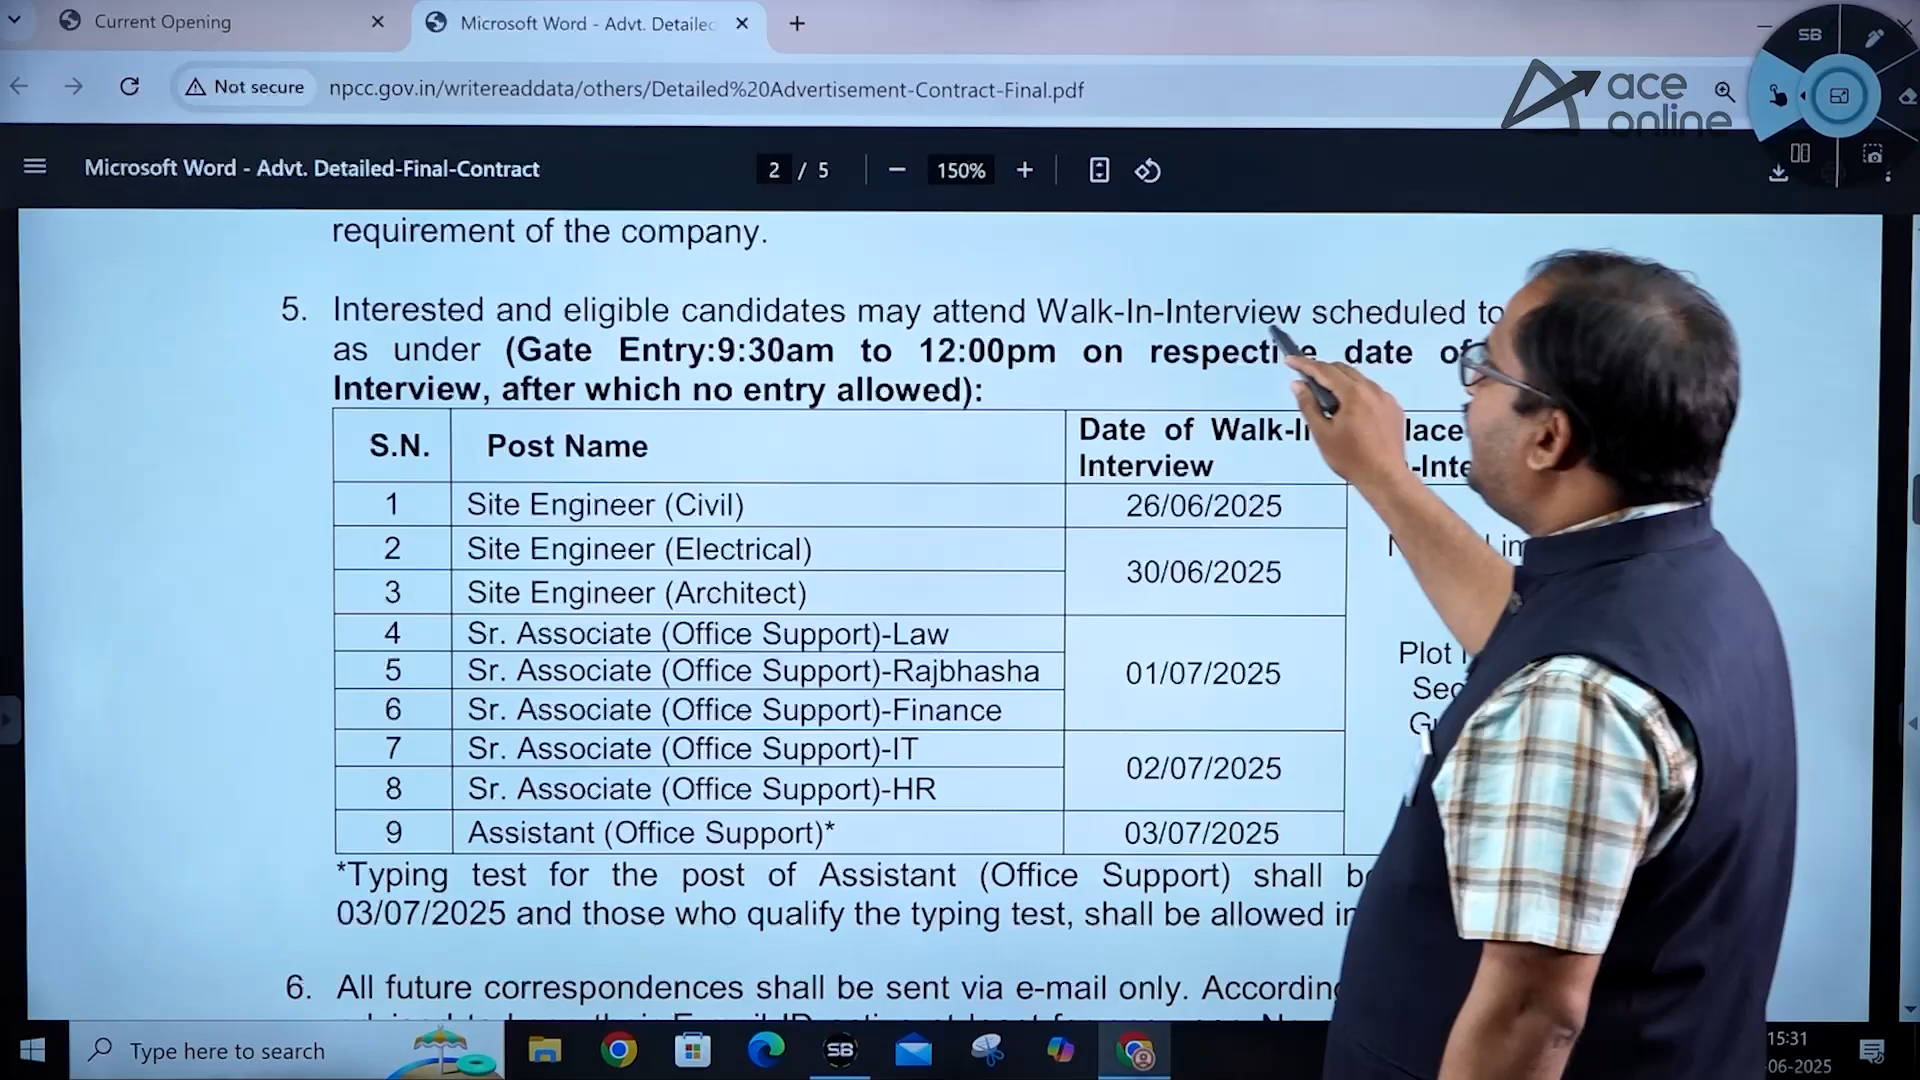 Current Opening
Microsoft Word - Advt. Detailed
SB
Not secure
npcc.gov.in/writereaddata/others/Detailed%20Advertisement-Contract-Final.pdf
ace
online
Microsoft Word - Advt. Detailed-Final-Contract
2 / 5
150%
requirement of the company.
5. Interested and eligible candidates may attend Walk-In-Interview scheduled to
as under (Gate Entry:9:30am to 12:00pm on respective date of
Interview, after which no entry allowed):
S.N. Post Name Date of Walk-In Interview
1 Site Engineer (Civil) 26/06/2025
2 Site Engineer (Electrical) 30/06/2025
3 Site Engineer (Architect)
4 Sr. Associate (Office Support)-Law 01/07/2025
5 Sr. Associate (Office Support)-Rajbhasha
6 Sr. Associate (Office Support)-Finance
7 Sr. Associate (Office Support)-IT 02/07/2025
8 Sr. Associate (Office Support)-HR
9 Assistant (Office Support)* 03/07/2025
Plot
*Typing test for the post of Assistant (Office Support) shall
03/07/2025 and those who qualify the typing test, shall be allowed
6. All future correspondences shall be sent via e-mail only.
Type here to search
SB
15:31
-06-2025